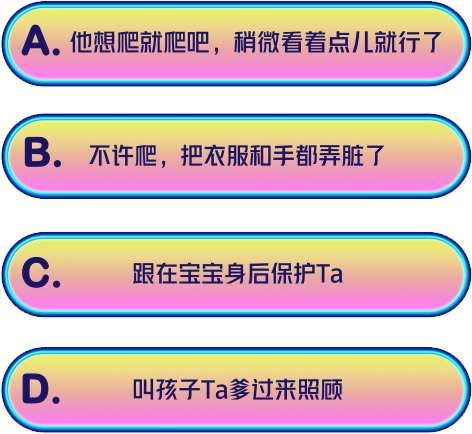 A. 他想爬就爬吧，稍微看着点儿就行了
B. 不许爬，把衣服和手都弄脏了
C. 跟在宝宝身后保护Ta
D. 叫孩子Ta爹过来照顾